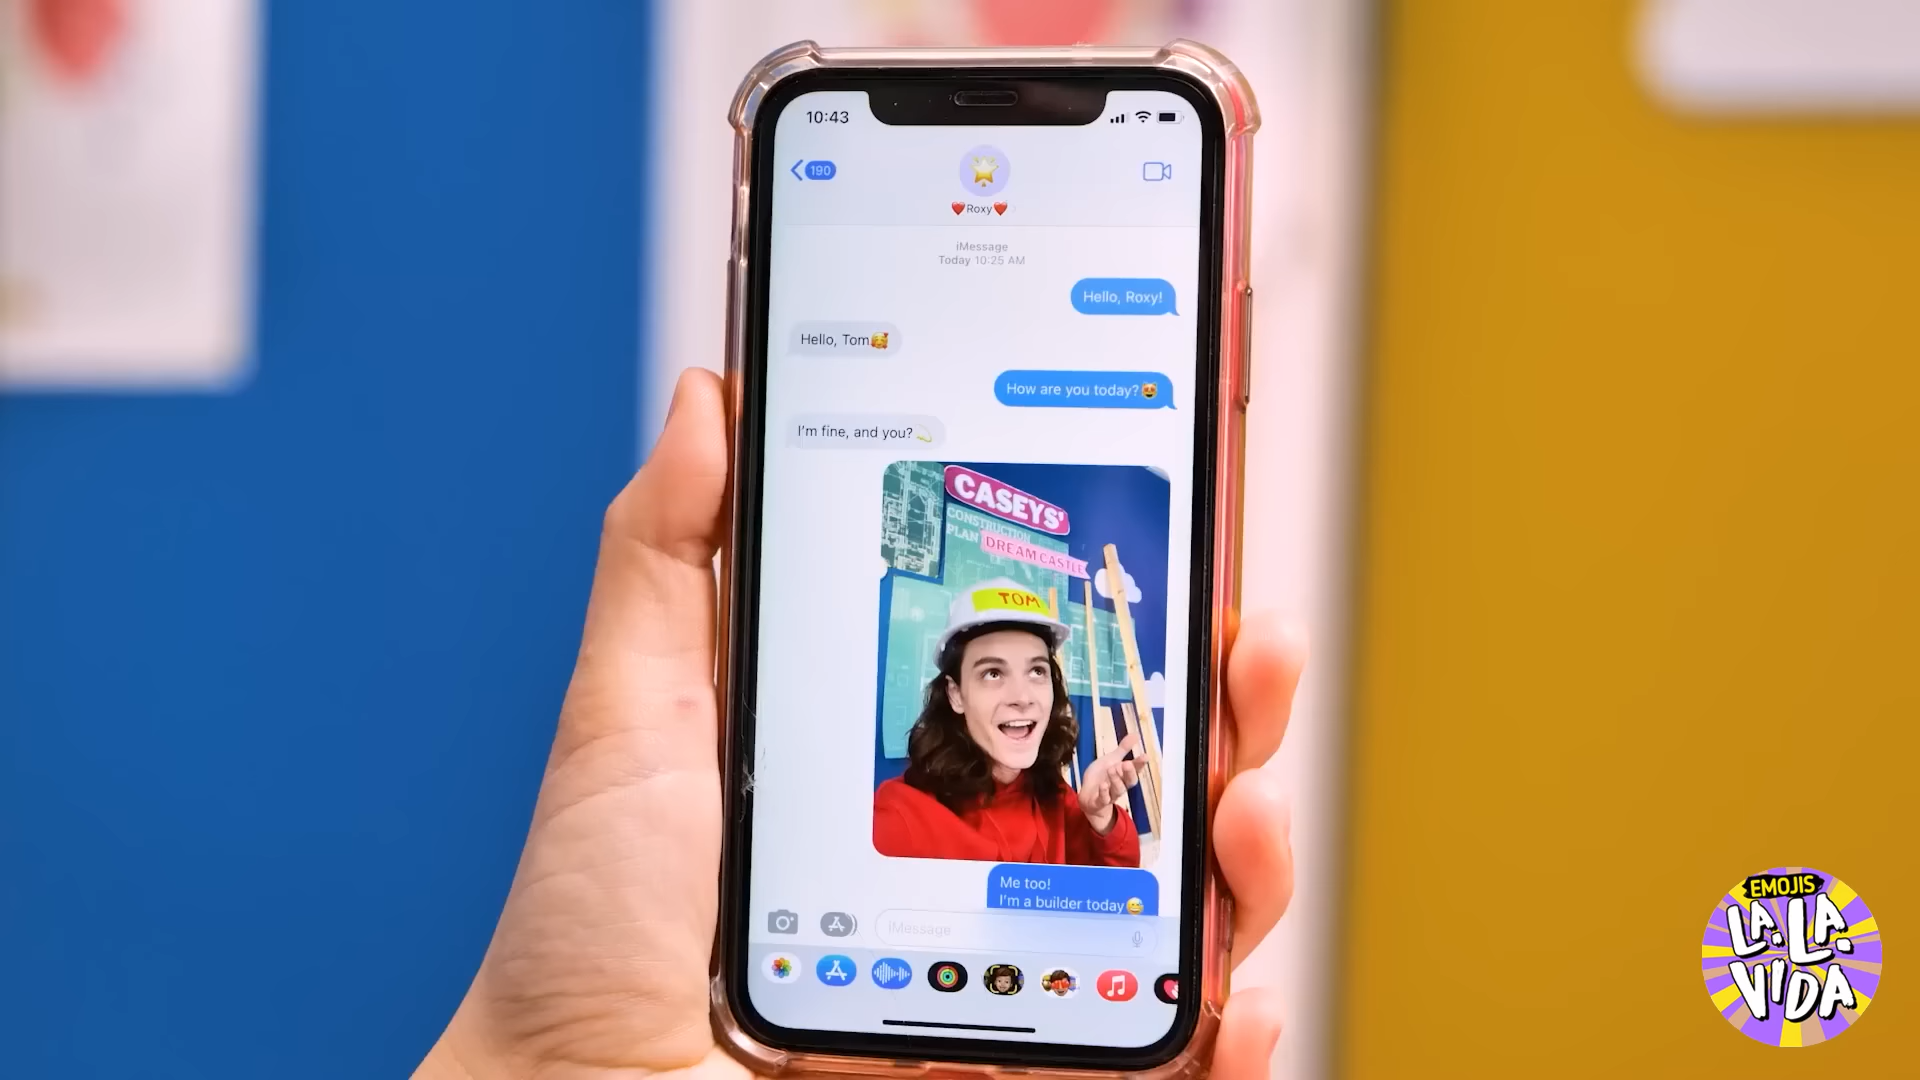 10:43
190
❤️Roxy❤️
iMessage
Today 10:25 AM
Hello, Roxy!
Hello, Tom🥰
How are you today?😻
I'm fine, and you?💫
CASEYS'
CONSTRUCTION
PLAN
DREAM CASTLE
TOM
Me too!
I'm a builder today😅
iMessage
EMOJIS
LA LA
VIDA